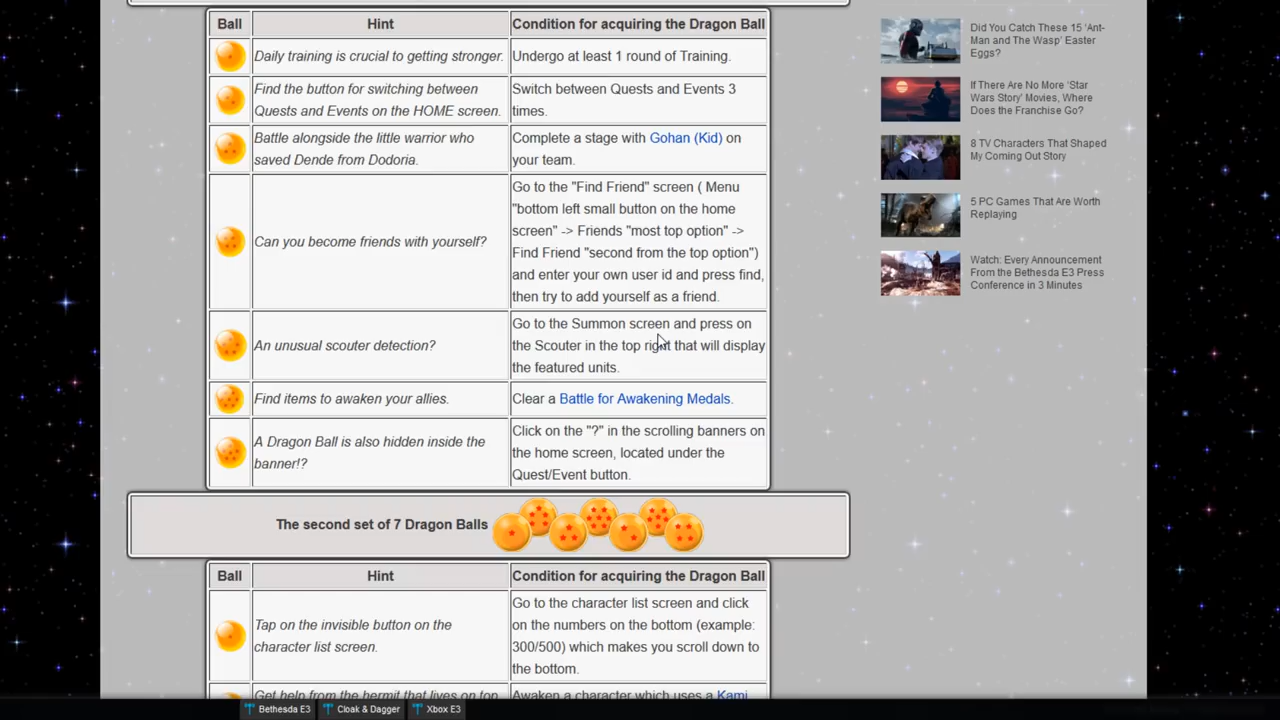 Ball Hint Condition for acquiring the Dragon Ball
Daily training is crucial to getting stronger. Undergo at least 1 round of Training.
Find the button for switching between
Quests and Events on the HOME screen.
Switch between Quests and Events 3
times.
Battle alongside the little warrior who
saved Dende from Dodoria.
Complete a stage with Gohan (Kid) on
your team.
Can you become friends with yourself?
Go to the "Find Friend" screen ( Menu
"bottom left small button on the home
screen" -> Friends "most top option" ->
Find Friend "second from the top option")
and enter your own user id and press find,
then try to add yourself as a friend.
An unusual scouter detection?
Go to the Summon screen and press on
the Scouter in the top right that will display
the featured units.
Find items to awaken your allies. Clear a Battle for Awakening Medals.
A Dragon Ball is also hidden inside the
banner!?
Click on the "?" in the scrolling banners on
the home screen, located under the
Quest/Event button.
The second set of 7 Dragon Balls
Ball Hint Condition for acquiring the Dragon Ball
Tap on the invisible button on the
character list screen.
Go to the character list screen and click
on the numbers on the bottom (example:
300/500) which makes you scroll down to
the bottom.
Get help from the hermit that lives on top
Awaken a character which uses a Kami
Did You Catch These 15 'Ant-
Man and The Wasp' Easter
Eggs?
If There Are No More 'Star
Wars Story' Movies, Where
Does the Franchise Go?
8 TV Characters That Shaped
My Coming Out Story
5 PC Games That Are Worth
Replaying
Watch: Every Announcement
From the Bethesda E3 Press
Conference in 3 Minutes
Bethesda E3 Cloak & Dagger Xbox E3